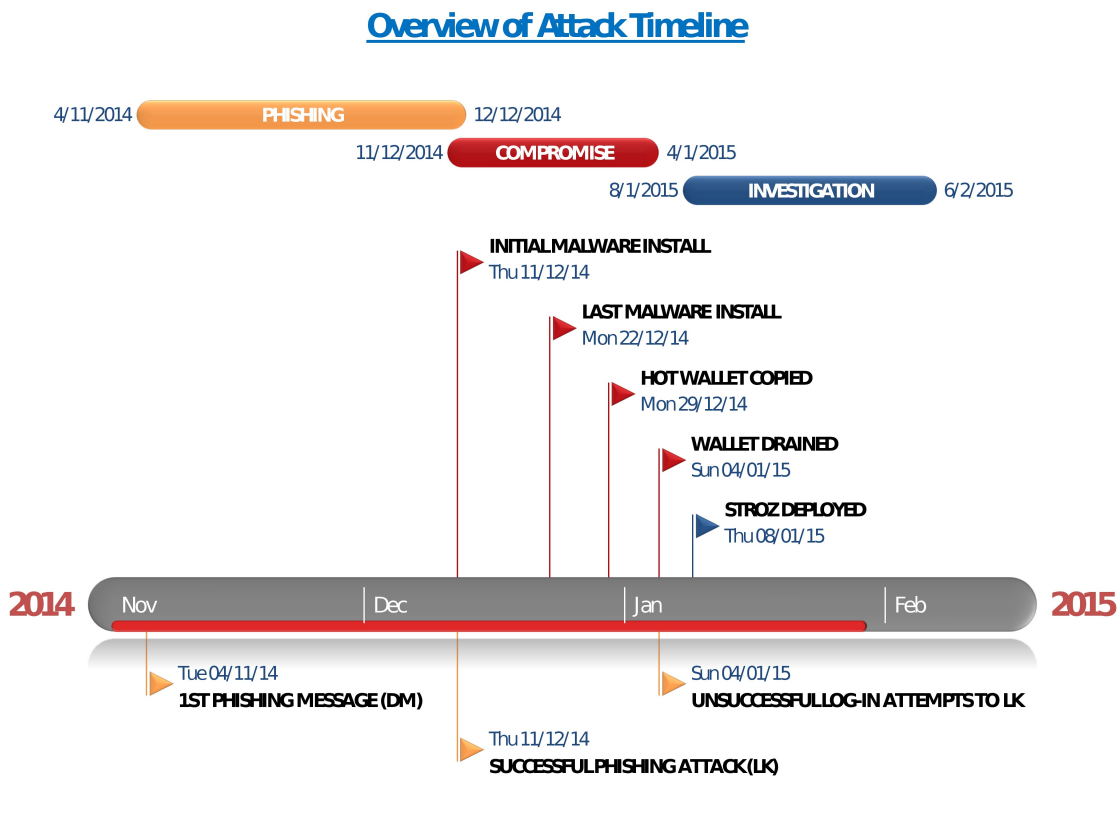 Overview of Attack Timeline
4/11/2014 PHISHING 12/12/2014
11/12/2014 COMPROMISE 4/1/2015
8/1/2015 INVESTIGATION 6/2/2015
INITIAL MALWARE INSTALL
Thu 11/12/14
LAST MALWARE INSTALL
Mon 22/12/14
HOT WALLET COPIED
Mon 29/12/14
WALLET DRAINED
Sun 04/01/15
STROZ DEPLOYED
Thu 08/01/15
2014 Nov Dec Jan Feb 2015
Tue 04/11/14
1ST PHISHING MESSAGE (DM)
Sun 04/01/15
UNSUCCESSFUL LOG-IN ATTEMPTS TO LK
Thu 11/12/14
SUCCESSFUL PHISHING ATTACK (LK)